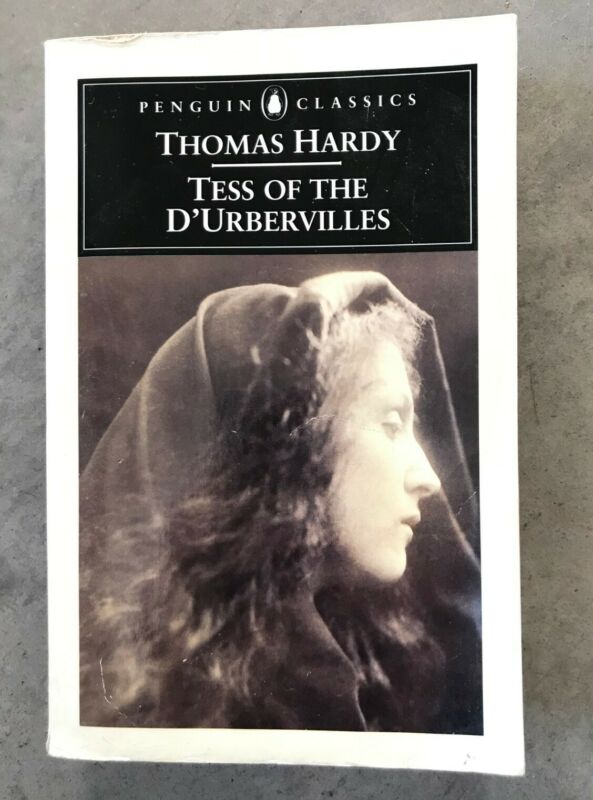 PENGUIN CLASSICS
THOMAS HARDY
TESS OF THE
D'URBERVILLES